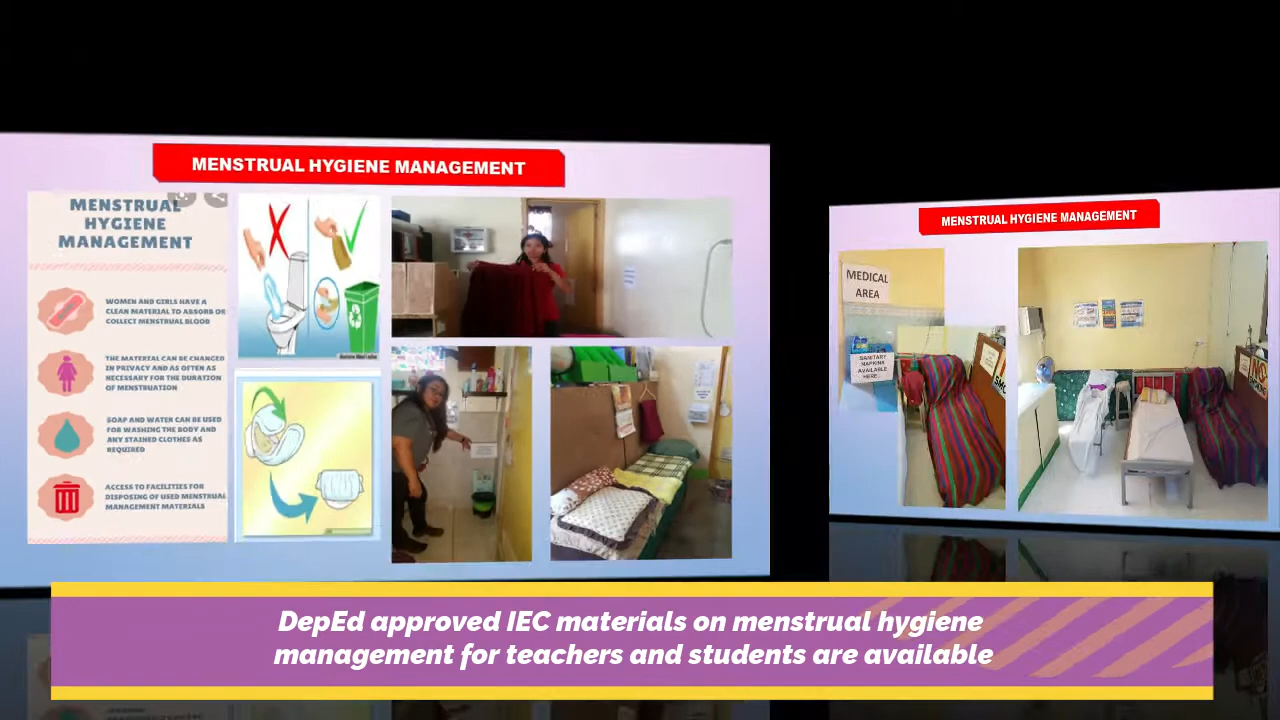 MENSTRUAL HYGIENE MANAGEMENT
MENSTRUAL
HYGIENE
MANAGEMENT
WOMEN AND GIRLS HAVE A
CLEAN MATERIAL TO ABSORB OR
COLLECT MENSTRUAL BLOOD
THE MATERIAL CAN BE CHANGED
IN PRIVACY AND AS OFTEN AS
NECESSARY FOR THE DURATION
OF MENSTRUATION
SOAP AND WATER CAN BE USED
FOR WASHING THE BODY AND
ANY STAINED CLOTHES AS
REQUIRED
ACCESS TO FACILITIES FOR
DISPOSING OF USED MENSTRUAL
MANAGEMENT MATERIALS
MENSTRUAL HYGIENE MANAGEMENT
MEDICAL
AREA
SANITARY
NAPKINS
AVAILABLE
HERE.
DepEd approved IEC materials on menstrual hygiene
management for teachers and students are available